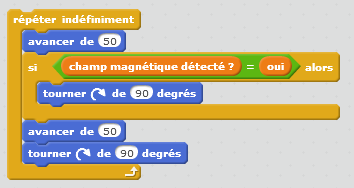 répéter indéfiniment
avancer de 50
si champ magnétique détecté ? = oui alors
tourner de 90 degrés
avancer de 50
tourner de 90 degrés